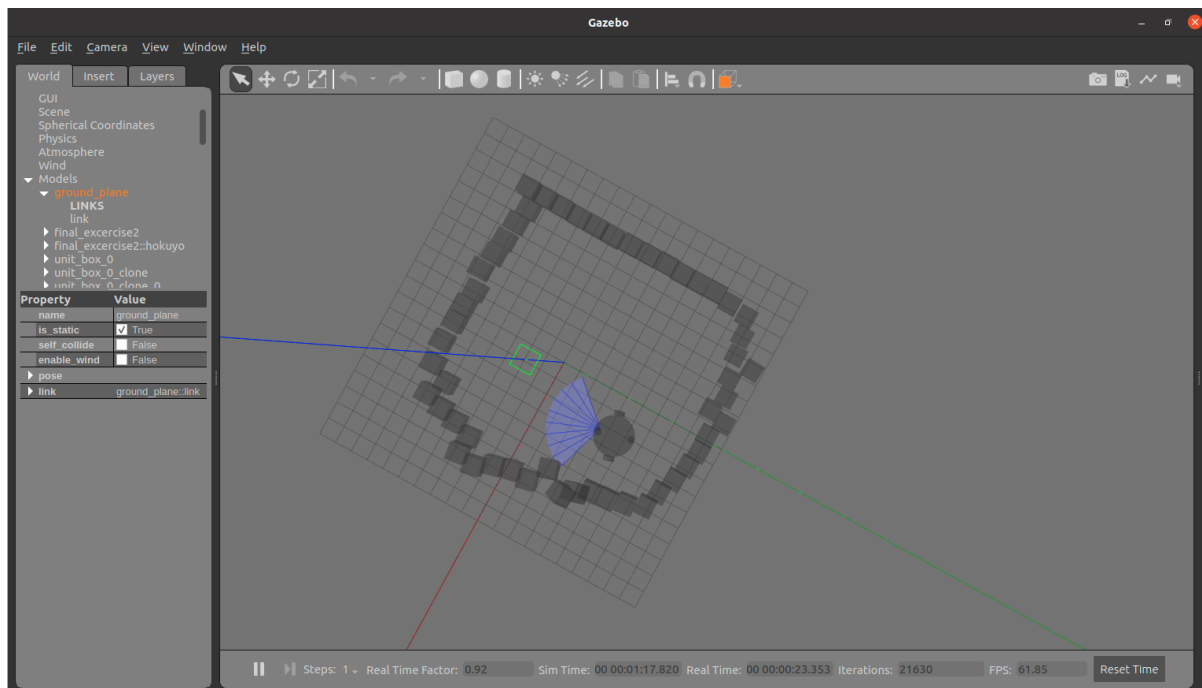 Gazebo
File Edit Camera View Window Help
World Insert Layers
GUI
Scene
Spherical Coordinates
Physics
Atmosphere
Wind
Models
ground_plane
LINKS
link
final_excercise2
final_excercise2::hokuyo
unit_box_0
unit_box_0_clone
unit_box_0_clone_0
Property Value
name ground_plane
is_static True
self_collide False
enable_wind False
pose
link ground_plane::link
LOG
Steps: 1 Real Time Factor: 0.92 Sim Time: 00 00:01:17.820 Real Time: 00 00:00:23.353 Iterations: 21630 FPS: 61.85 Reset Time